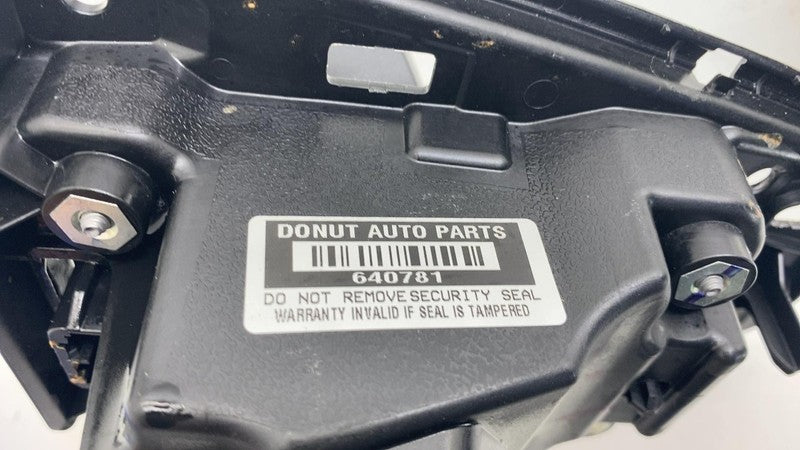 DONUT AUTO PARTS
640781
DO NOT REMOVE SECURITY SEAL
WARRANTY INVALID IF SEAL IS TAMPERED